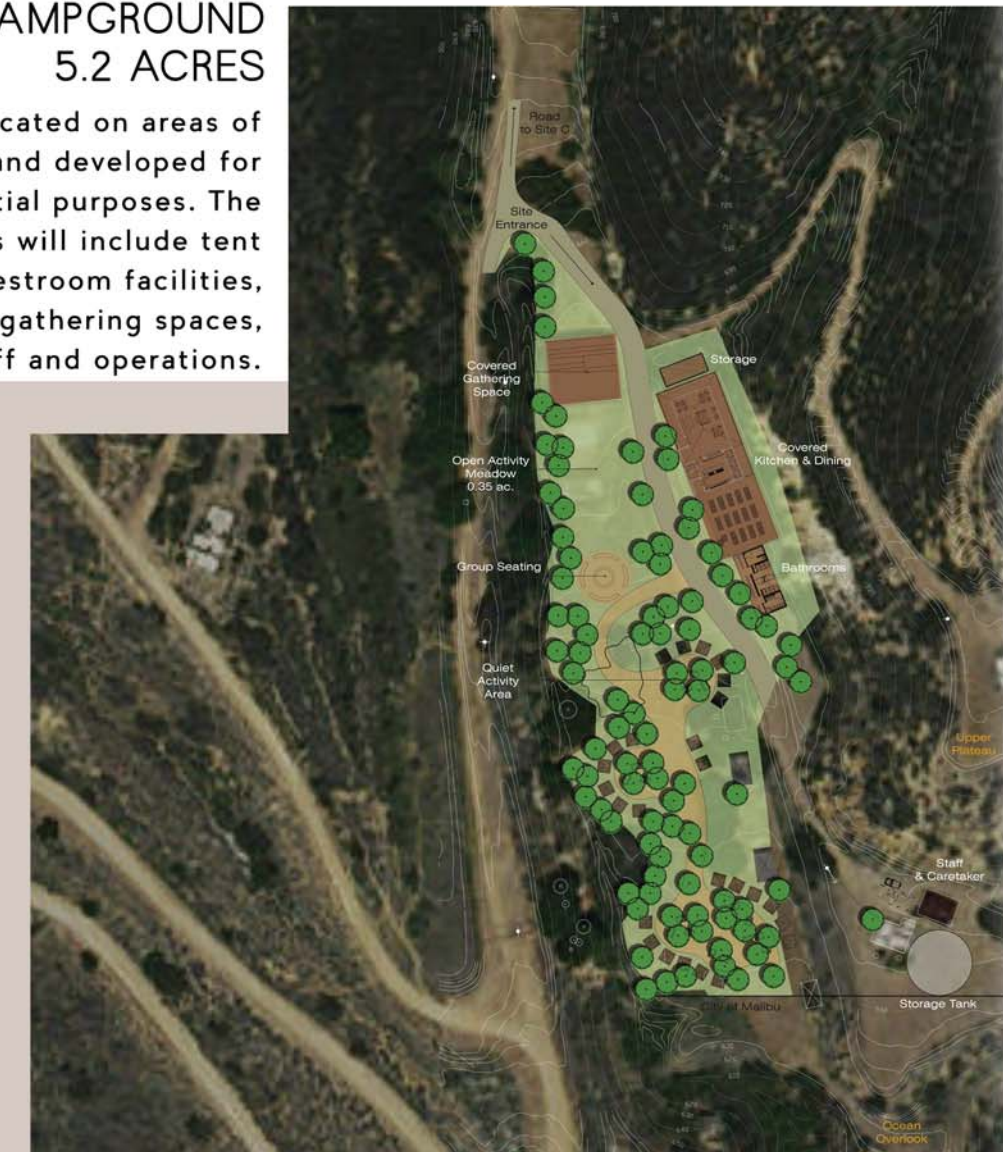 AMPGROUND
5.2 ACRES
cated on areas of
and developed for
tial purposes. The
s will include tent
estroom facilities,
gathering spaces,
ff and operations.
Road
to Site C
Site
Entrance
Storage
Covered
Gathering
Space
Covered
Kitchen & Dining
Open Activity
Meadow
0.35 ac.
Group Seating
Bathrooms
Quiet
Activity
Area
Upper
Plateau
Staff
& Caretaker
Storage Tank
City of Malibu
Ocean
Overlook